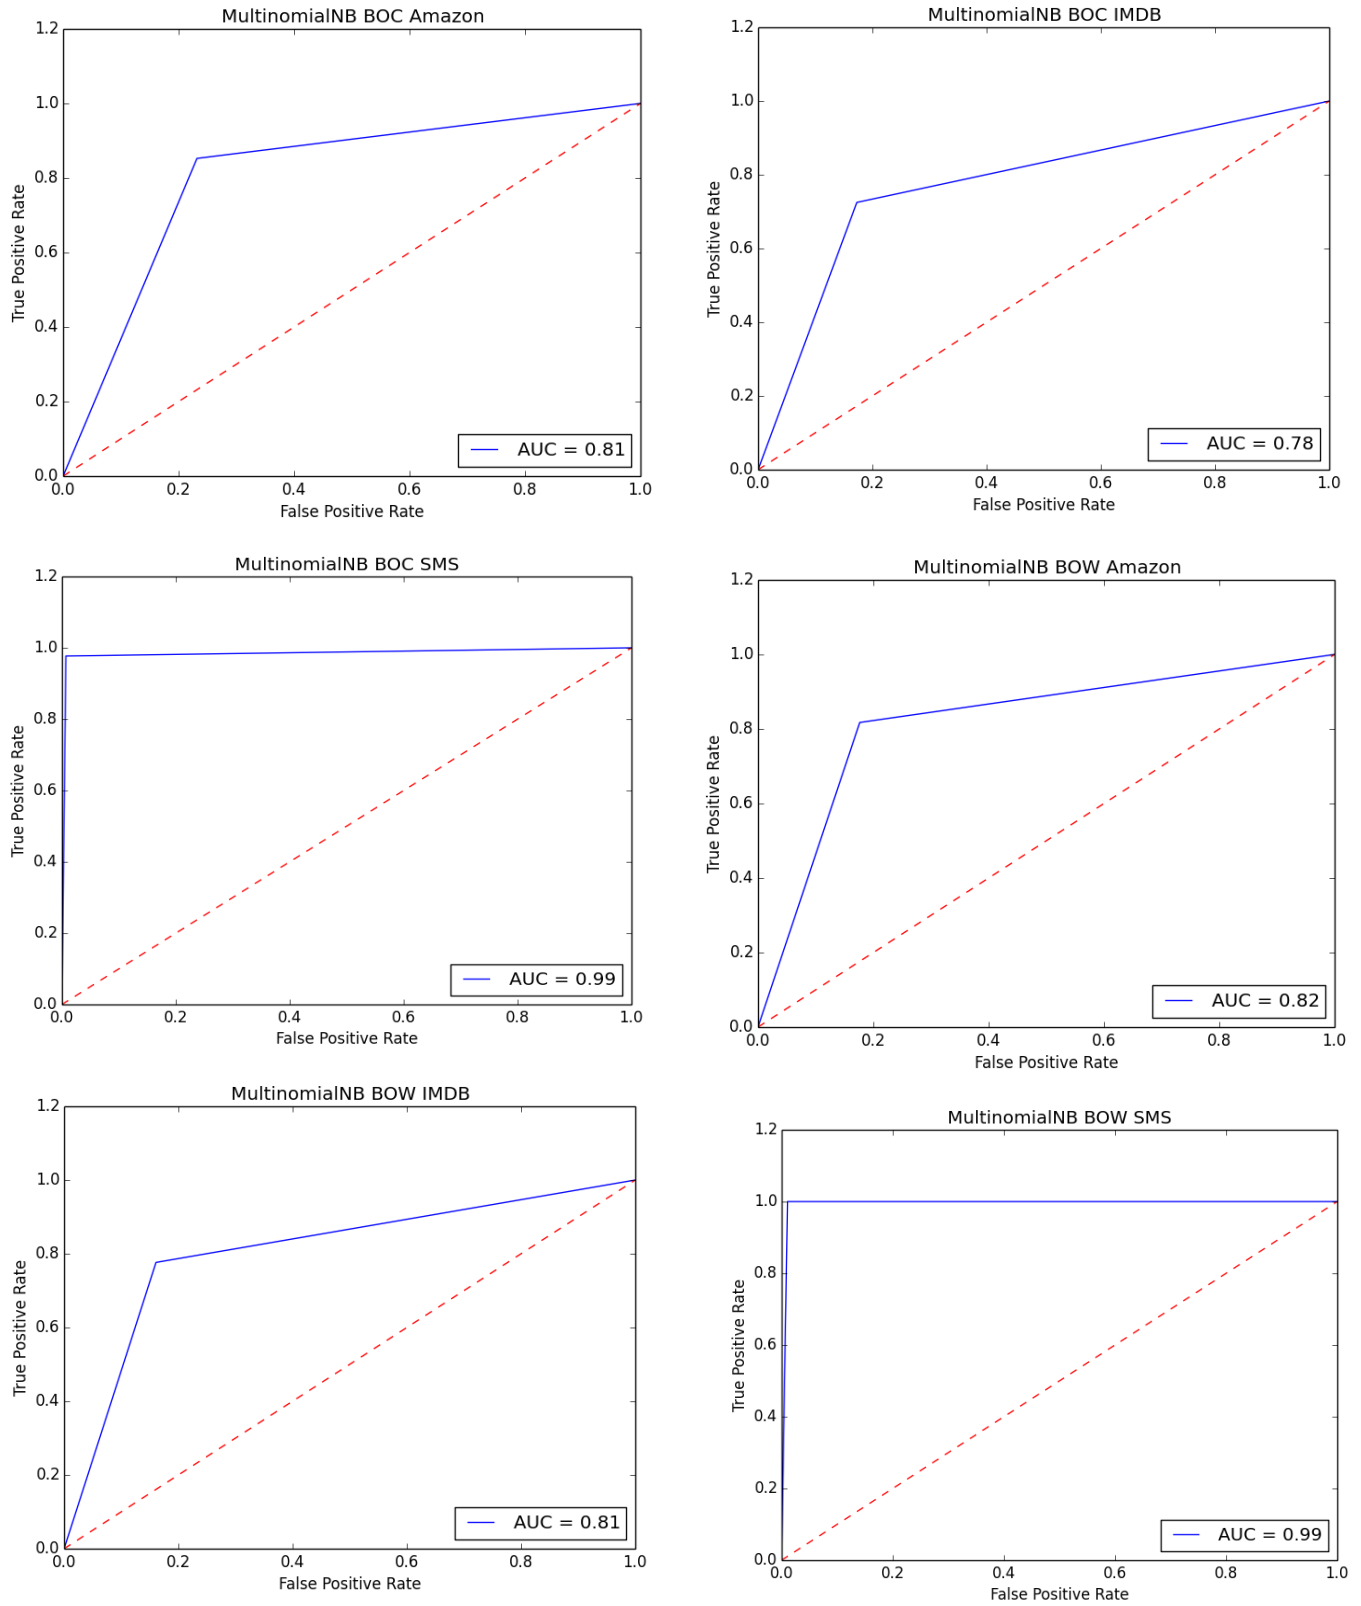 MultinomialNB BOC Amazon
1.2
1.0
0.8
0.6
0.4
0.2
0.0
True Positive Rate
AUC = 0.81
0.0 0.2 0.4 0.6 0.8 1.0
False Positive Rate
MultinomialNB BOC IMDB
1.2
1.0
0.8
0.6
0.4
0.2
0.0
True Positive Rate
AUC = 0.78
0.0 0.2 0.4 0.6 0.8 1.0
False Positive Rate
MultinomialNB BOC SMS
1.2
1.0
0.8
0.6
0.4
0.2
0.0
True Positive Rate
AUC = 0.99
0.0 0.2 0.4 0.6 0.8 1.0
False Positive Rate
MultinomialNB BOW Amazon
1.2
1.0
0.8
0.6
0.4
0.2
0.0
True Positive Rate
AUC = 0.82
0.0 0.2 0.4 0.6 0.8 1.0
False Positive Rate
MultinomialNB BOW IMDB
1.2
1.0
0.8
0.6
0.4
0.2
0.0
True Positive Rate
AUC = 0.81
0.0 0.2 0.4 0.6 0.8 1.0
False Positive Rate
MultinomialNB BOW SMS
1.2
1.0
0.8
0.6
0.4
0.2
0.0
True Positive Rate
AUC = 0.99
0.0 0.2 0.4 0.6 0.8 1.0
False Positive Rate